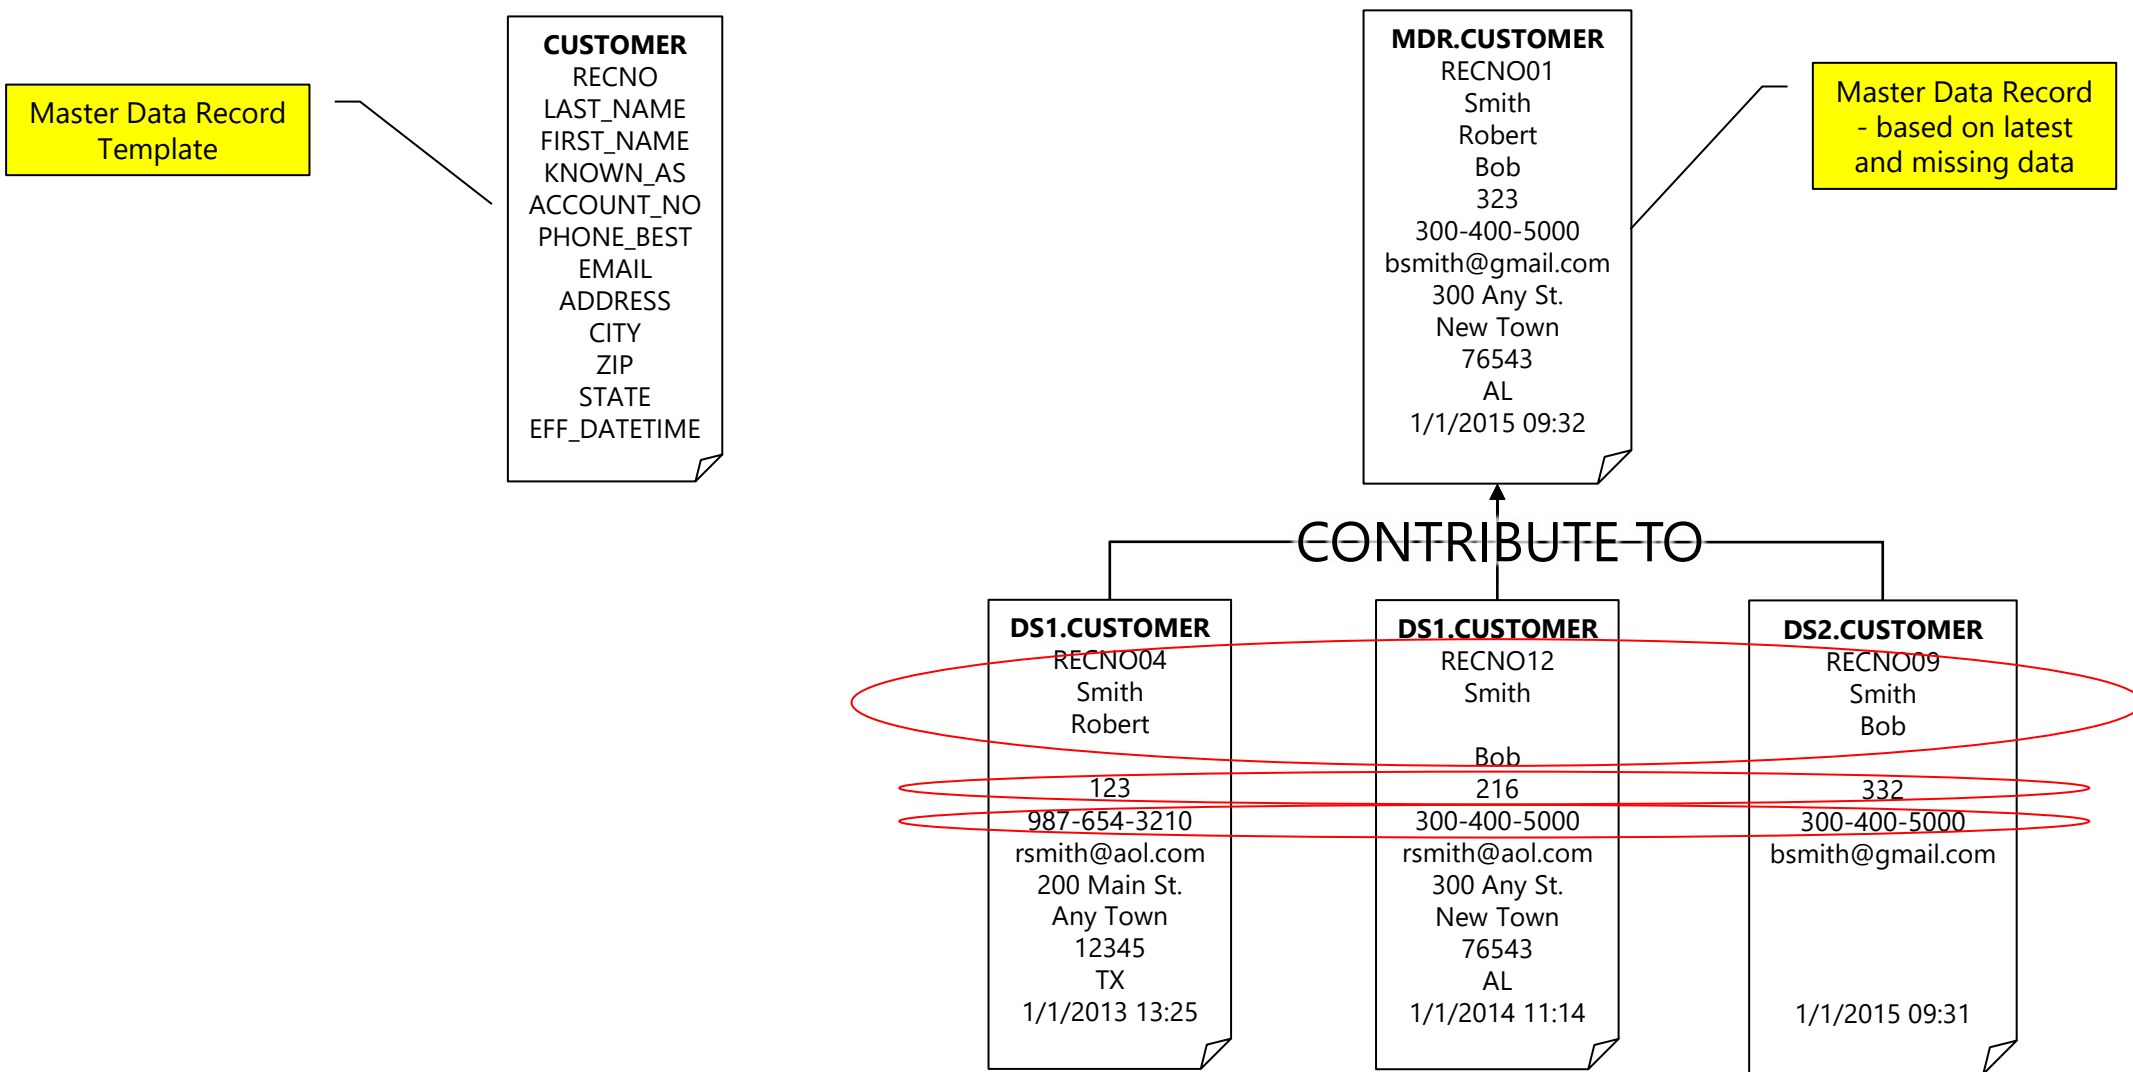 Master Data Record
Template
CUSTOMER
RECNO
LAST_NAME
FIRST_NAME
KNOWN_AS
ACCOUNT_NO
PHONE_BEST
EMAIL
ADDRESS
CITY
ZIP
STATE
EFF_DATETIME
MDR.CUSTOMER
RECNO01
Smith
Robert
Bob
323
300-400-5000
bsmith@gmail.com
300 Any St.
New Town
76543
AL
1/1/2015 09:32
Master Data Record
- based on latest
and missing data
CONTRIBUTE TO
DS1.CUSTOMER
RECNO04
Smith
Robert
123
987-654-3210
rsmith@aol.com
200 Main St.
Any Town
12345
TX
1/1/2013 13:25
DS1.CUSTOMER
RECNO12
Smith
Bob
216
300-400-5000
rsmith@aol.com
300 Any St.
New Town
76543
AL
1/1/2014 11:14
DS2.CUSTOMER
RECNO09
Smith
Bob
332
300-400-5000
bsmith@gmail.com
1/1/2015 09:31